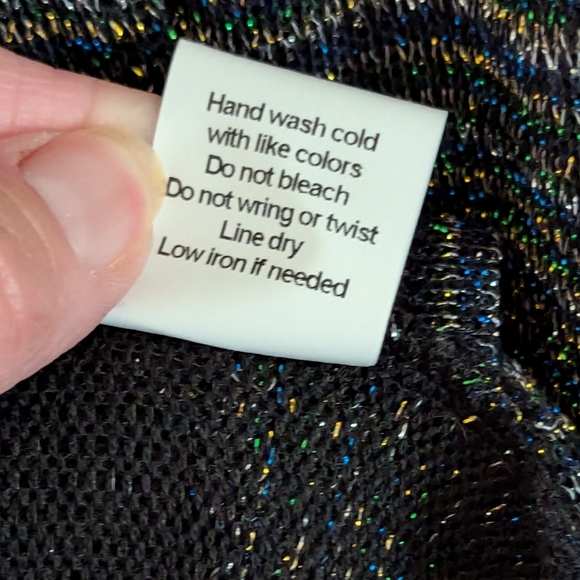 Hand wash cold
with like colors
Do not bleach
Do not wring or twist
Line dry
Low iron if needed